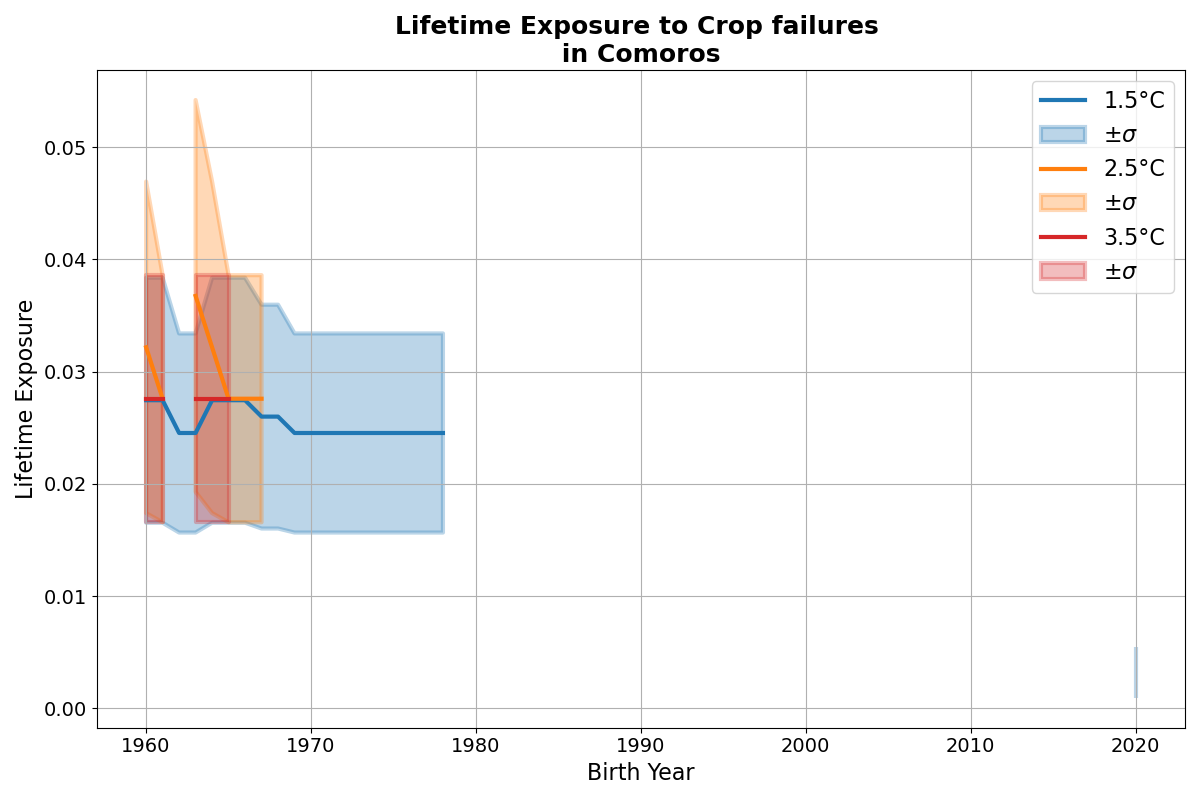 Lifetime Exposure to Crop failures
in Comoros
1.5°C
±σ
2.5°C
±σ
3.5°C
±σ
Lifetime Exposure
0.05
0.04
0.03
0.02
0.01
0.00
1960 1970 1980 1990 2000 2010 2020
Birth Year